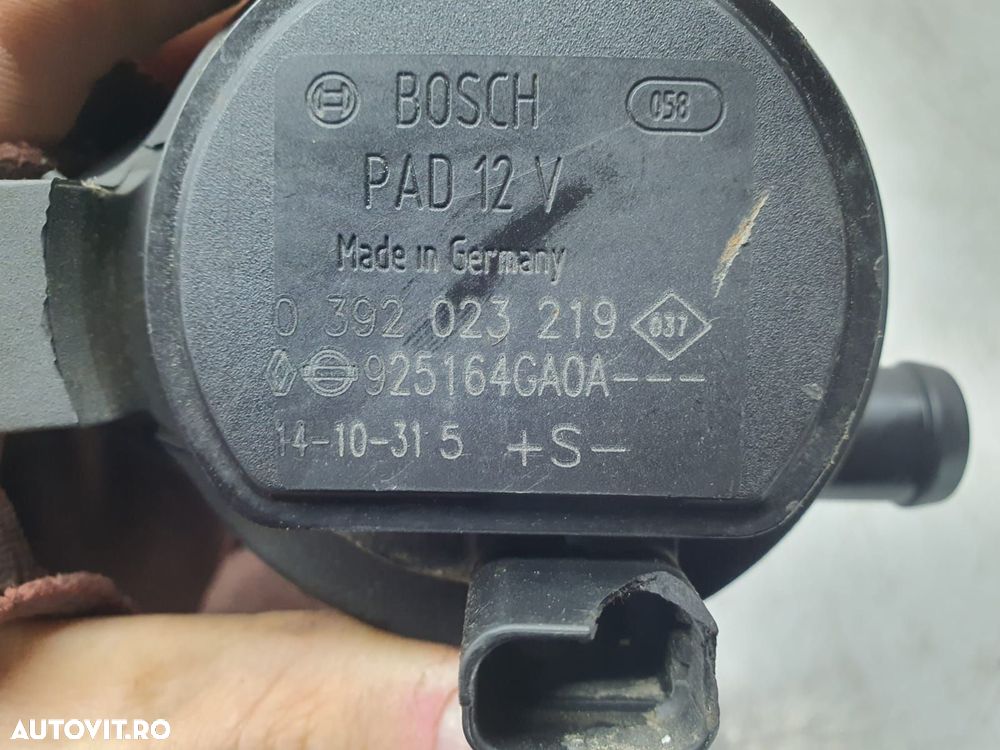 BOSCH 058
PAD 12 V
Made in Germany
0 392 023 219 037
925164GA0A---
14-10-31 5 +S-
AUTOVIT.RO